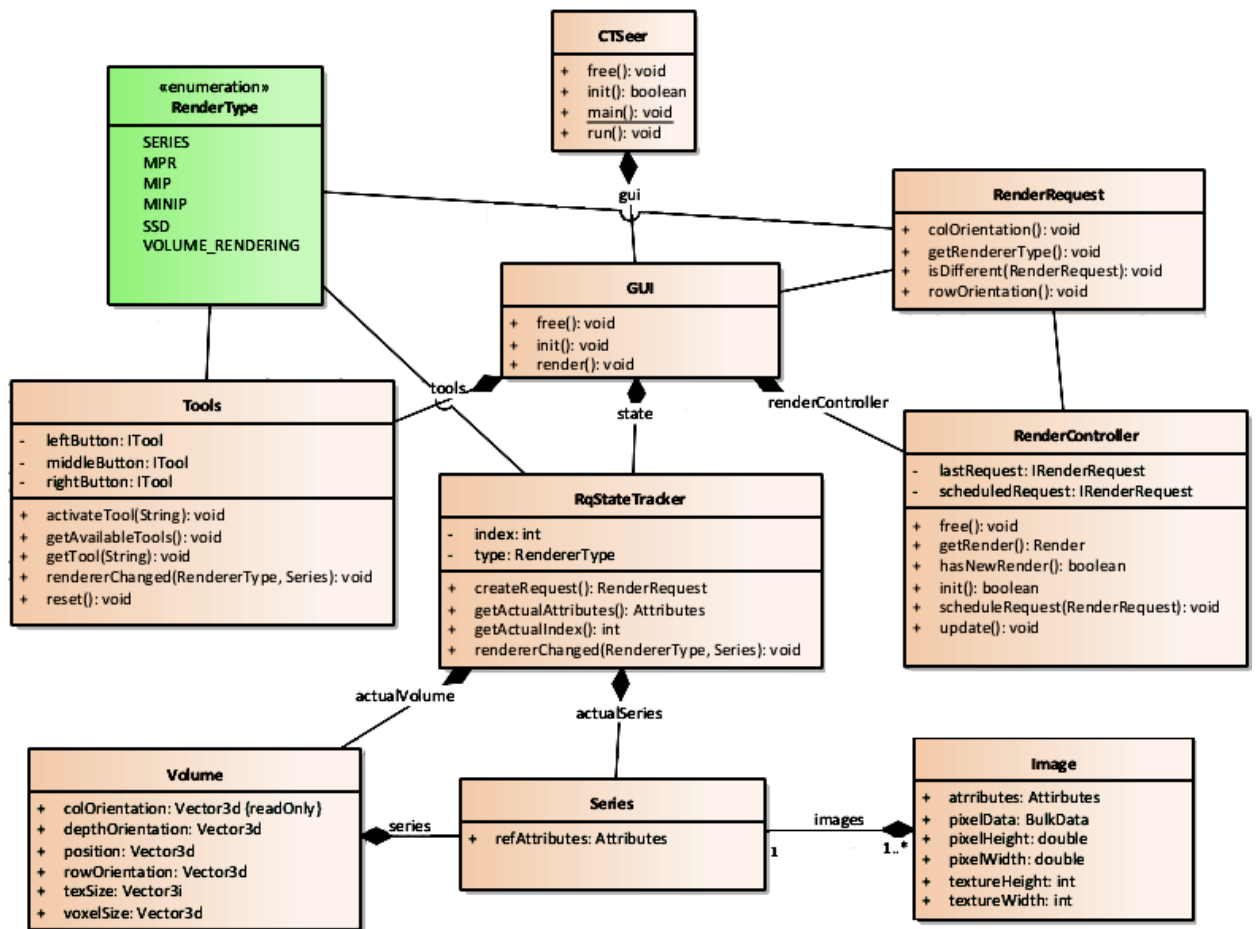 CTSeer
+ free(): void
+ init(): boolean
+ main(): void
+ run(): void
«enumeration»
RenderType
SERIES
MPR
MIP
MINIP
SSD
VOLUME_RENDERING
gui
RenderRequest
+ colOrientation(): void
+ getRendererType(): void
+ isDifferent(RenderRequest): void
+ rowOrientation(): void
GUI
+ free(): void
+ init(): void
+ render(): void
tools
state
renderController
Tools
- leftButton: ITool
- middleButton: ITool
- rightButton: ITool
+ activateTool(String): void
+ getAvailableTools(): void
+ getTool(String): void
+ rendererChanged(RendererType, Series): void
+ reset(): void
RqStateTracker
- index: int
- type: RendererType
+ createRequest(): RenderRequest
+ getActualAttributes(): Attributes
+ getActualIndex(): int
+ rendererChanged(RendererType, Series): void
RenderController
- lastRequest: IRenderRequest
- scheduledRequest: IRenderRequest
+ free(): void
+ getRender(): Render
+ hasNewRender(): boolean
+ init(): boolean
+ scheduleRequest(RenderRequest): void
+ update(): void
actualVolume
actualSeries
Volume
+ colOrientation: Vector3d {readOnly}
+ depthOrientation: Vector3d
+ position: Vector3d
+ rowOrientation: Vector3d
+ texSize: Vector3i
+ voxelSize: Vector3d
series
Series
+ refAttributes: Attributes
images
1
1..*
Image
+ atrributes: Attirbutes
+ pixelData: BulkData
+ pixelHeight: double
+ pixelWidth: double
+ textureHeight: int
+ textureWidth: int